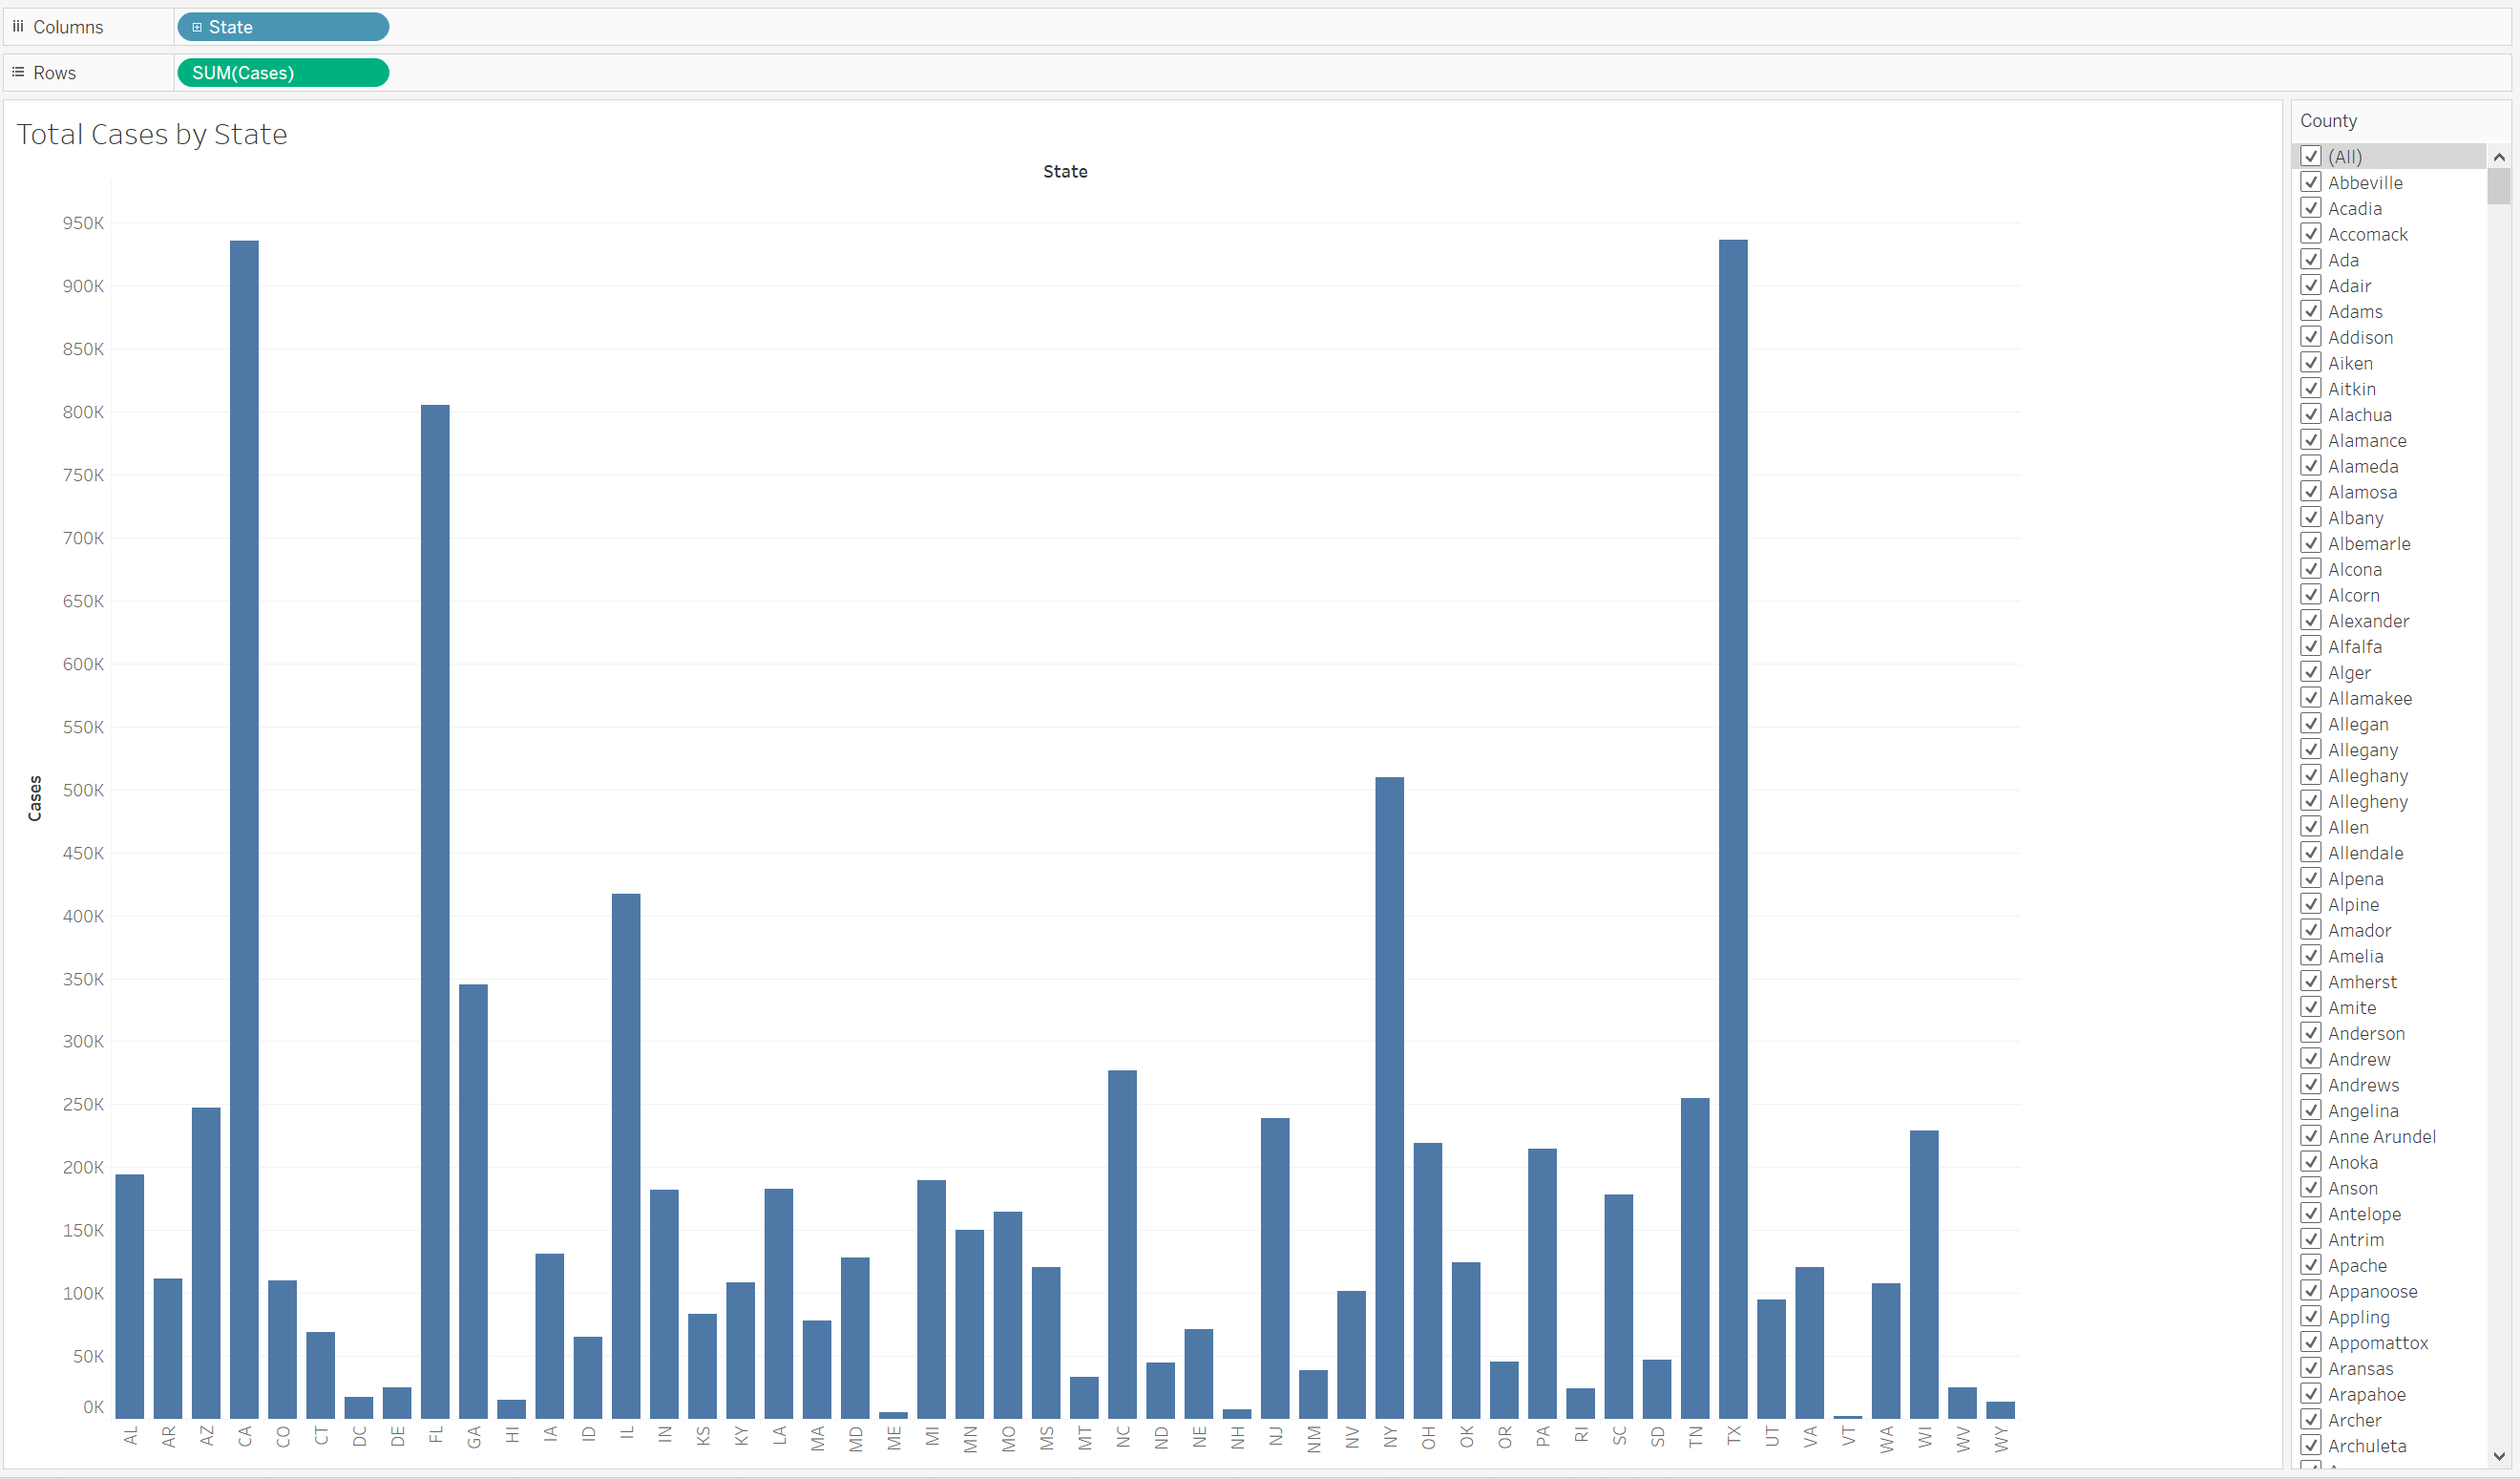 Columns State
Rows SUM(Cases)
Total Cases by State
State
950K
900K
850K
800K
750K
700K
650K
600K
550K
500K
450K
400K
350K
300K
250K
200K
150K
100K
50K
0K
Cases
AL AR AZ CA CO CT DC DE FL GA HI IA ID IL IN KS KY LA MA MD ME MI MN MO MS MT NC ND NE NH NJ NM NV NY OH OK OR PA RI SC SD TN TX UT VA VT WA WI WV WY
County
(All)
Abbeville
Acadia
Accomack
Ada
Adair
Adams
Addison
Aiken
Aitkin
Alachua
Alamance
Alameda
Alamosa
Albany
Albemarle
Alcona
Alcorn
Alexander
Alfalfa
Alger
Allamakee
Allegan
Allegany
Alleghany
Allegheny
Allen
Allendale
Alpena
Alpine
Amador
Amelia
Amherst
Amite
Anderson
Andrew
Andrews
Angelina
Anne Arundel
Anoka
Anson
Antelope
Antrim
Apache
Appanoose
Appling
Appomattox
Aransas
Arapahoe
Archer
Archuleta